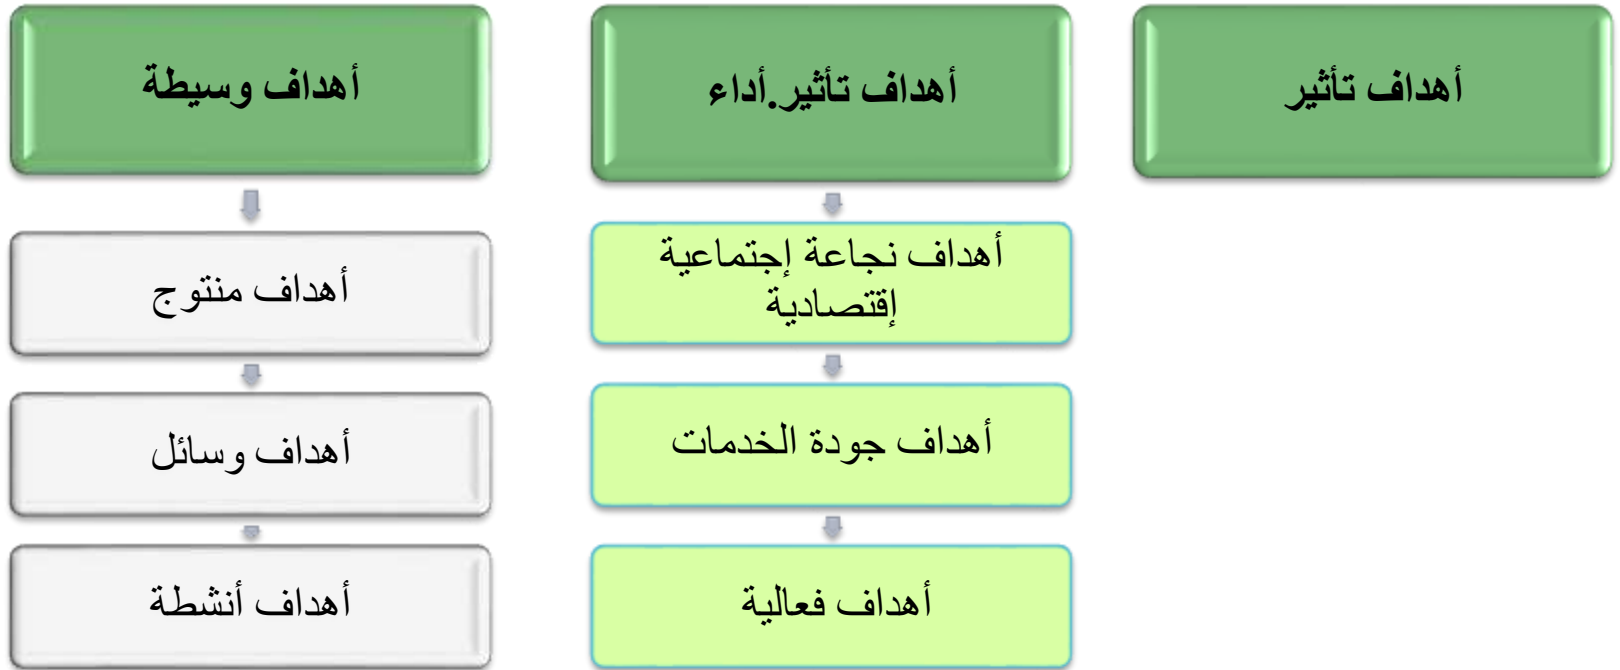 أهداف تأثير
أهداف تأثير.أداء
أهداف نجاعة إجتماعية
إقتصادية
أهداف جودة الخدمات
أهداف فعالية
أهداف وسيطة
أهداف منتوج
أهداف وسائل
أهداف أنشطة